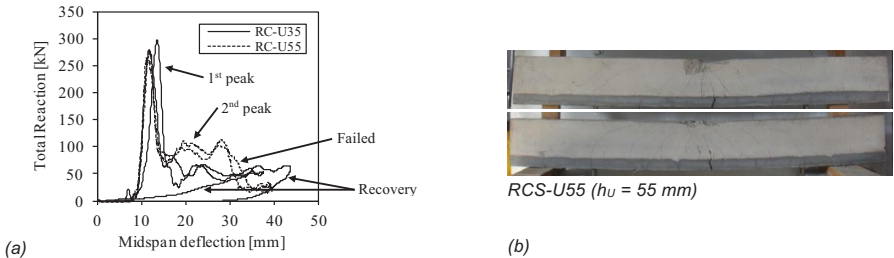 350
300
250
200
150
100
50
0
Total Reaction [kN]
RC-U35
RC-U55
1st peak
2nd peak
Failed
Recovery
0 10 20 30 40 50
Midspan deflection [mm]
(a)
RCS-U55 (hU = 55 mm)
(b)